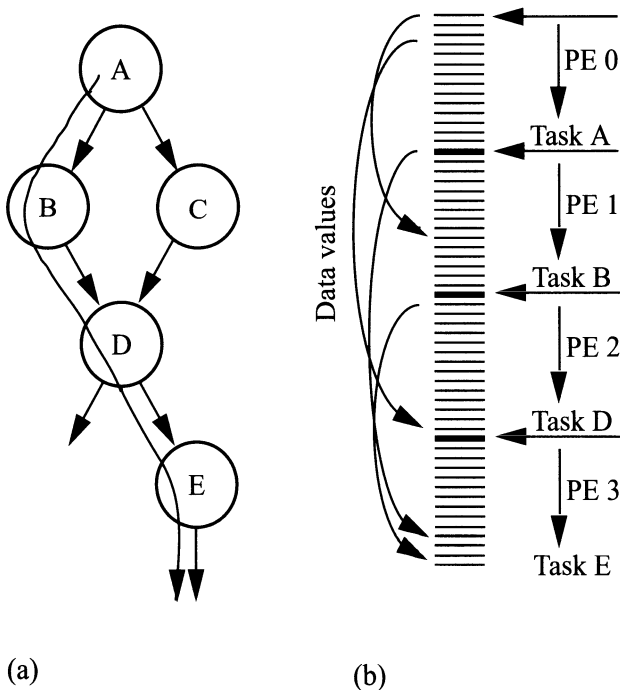 A
B
C
D
E
(a)
Data values
PE 0
Task A
PE 1
Task B
PE 2
Task D
PE 3
Task E
(b)